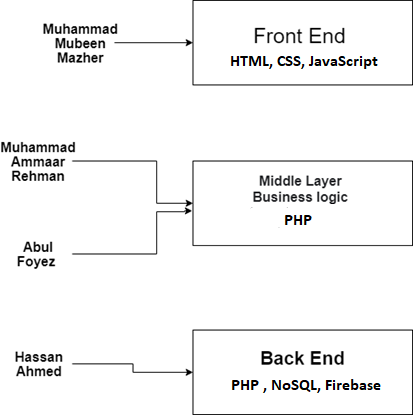 Muhammad
Mubeen
Mazher
Front End
HTML, CSS, JavaScript
Muhammad
Ammaar
Rehman
Abul
Foyez
Middle Layer
Business logic
PHP
Hassan
Ahmed
Back End
PHP , NoSQL, Firebase